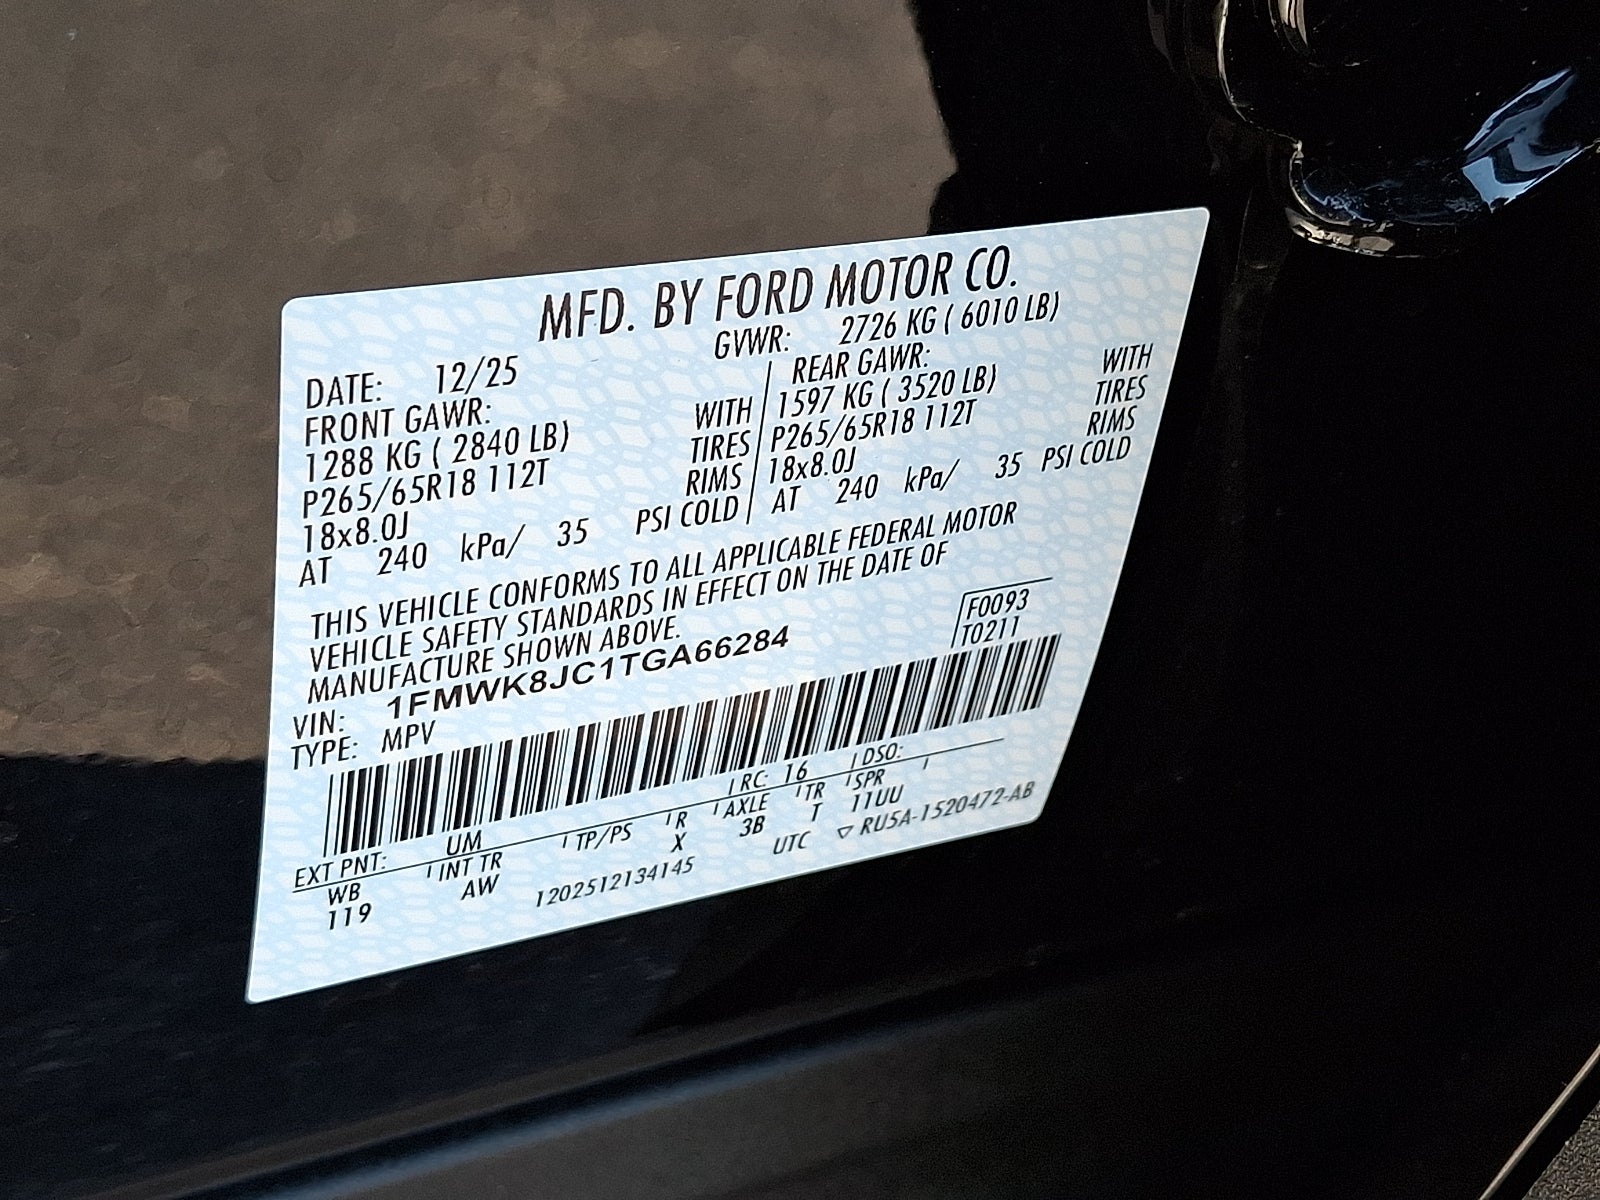 MFD. BY FORD MOTOR CO.
DATE: 12/25 GVWR: 2726 KG ( 6010 LB)
FRONT GAWR: REAR GAWR:
1288 KG ( 2840 LB) WITH 1597 KG ( 3520 LB) WITH
P265/65R18 112T TIRES P265/65R18 112T TIRES
18x8.0J RIMS 18x8.0J RIMS
AT 240 kPa/ 35 PSI COLD AT 240 kPa/ 35 PSI COLD
THIS VEHICLE CONFORMS TO ALL APPLICABLE FEDERAL MOTOR
VEHICLE SAFETY STANDARDS IN EFFECT ON THE DATE OF
MANUFACTURE SHOWN ABOVE.
F0093
T0211
VIN: 1FMWK8JC1TGA66284
TYPE: MPV
EXT PNT: UM RC: 16 DSO:
WB INT TR TP/PS R AXLE TR SPR
119 AW X 3B T 11UU
1202512134145 UTC ▽ RU5A-1520472-AB